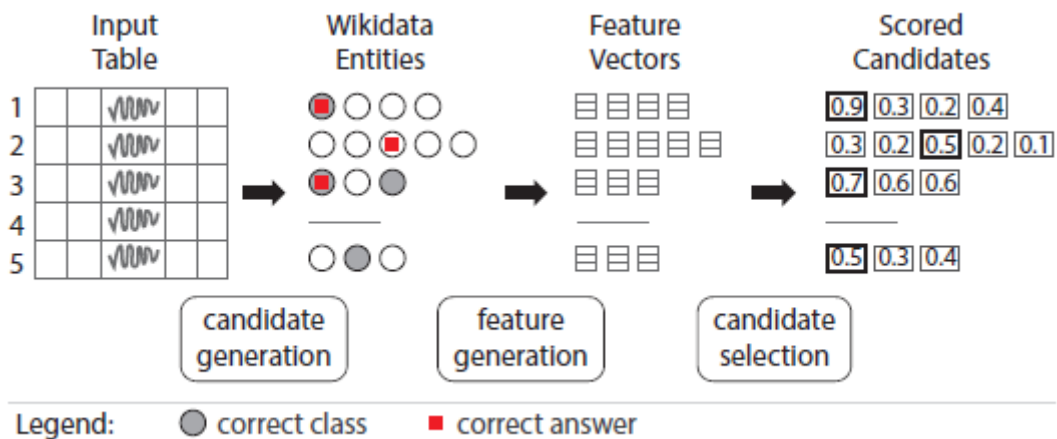 Input Table
Wikidata Entities
Feature Vectors
Scored Candidates
1
0.9 0.3 0.2 0.4
2
0.3 0.2 0.5 0.2 0.1
3
0.7 0.6 0.6
4
5
0.5 0.3 0.4
candidate generation
feature generation
candidate selection
Legend: correct class correct answer